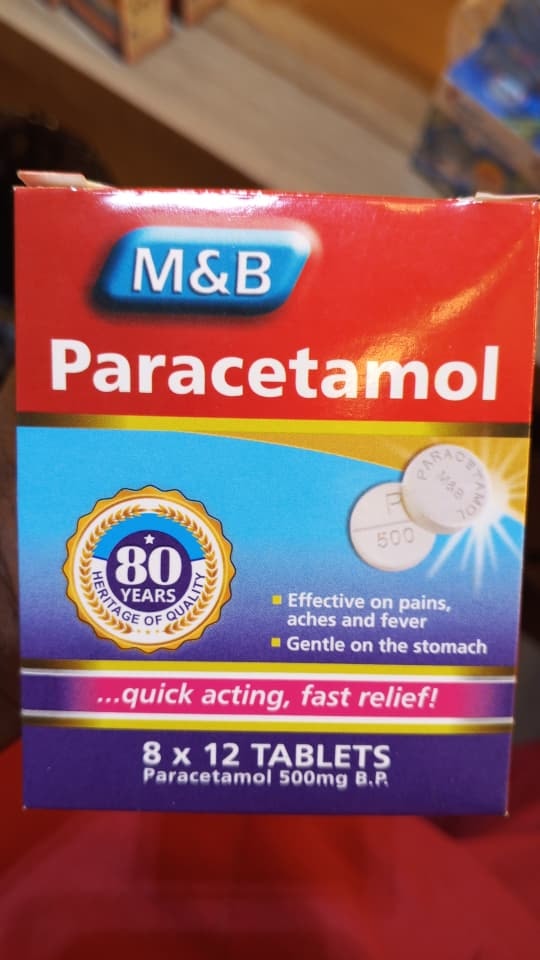 M&B
Paracetamol
PARACETAMOL
M&B
P
500
80
YEARS
HERITAGE OF QUALITY
Effective on pains,
aches and fever
Gentle on the stomach
...quick acting, fast relief!
8 x 12 TABLETS
Paracetamol 500mg B.P.